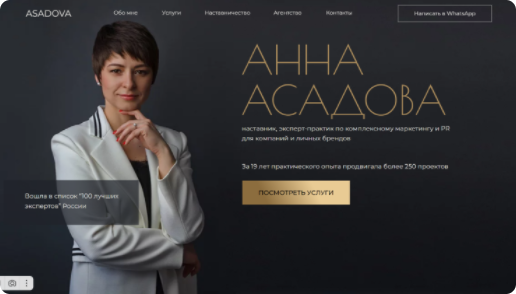 ASADOVA
Обо мне
Услуги
Наставничество
Агентство
Контакты
Написать в WhatsApp
АННА
АСАДОВА
наставник, эксперт-практик по комплексному маркетингу и PR
для компаний и личных брендов
За 19 лет практического опыта продвигала более 250 проектов
ПОСМОТРЕТЬ УСЛУГИ
Вошла в список "100 лучших
экспертов" России